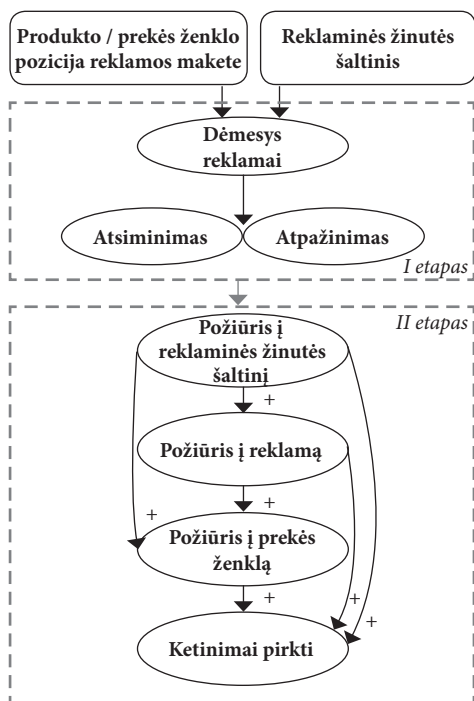 Produkto / prekės ženklo
pozicija reklamos makete
Reklaminės žinutės
šaltinis
Dėmesys
reklamai
Atsiminimas
Atpažinimas
I etapas
II etapas
Požiūris į
reklaminės žinutės
šaltinį
+
Požiūris į reklamą
+
+
Požiūris į prekės
ženklą
+
+
+
Ketinimai pirkti